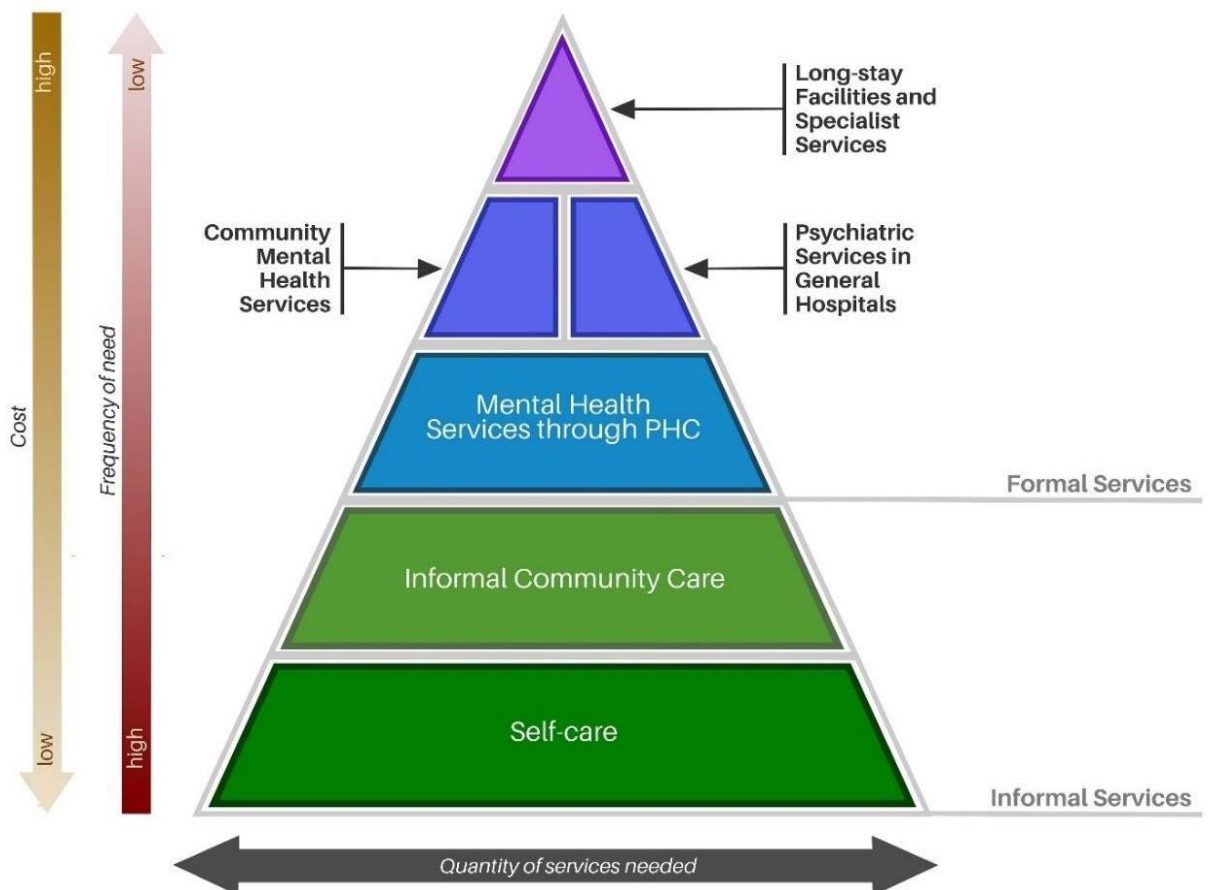 high
low
Long-stay
Facilities and
Specialist
Services
Community
Mental
Health
Services
Psychiatric
Services in
General
Hospitals
Cost
Frequency of need
Mental Health
Services through PHC
Formal Services
Informal Community Care
Self-care
low
high
Informal Services
Quantity of services needed